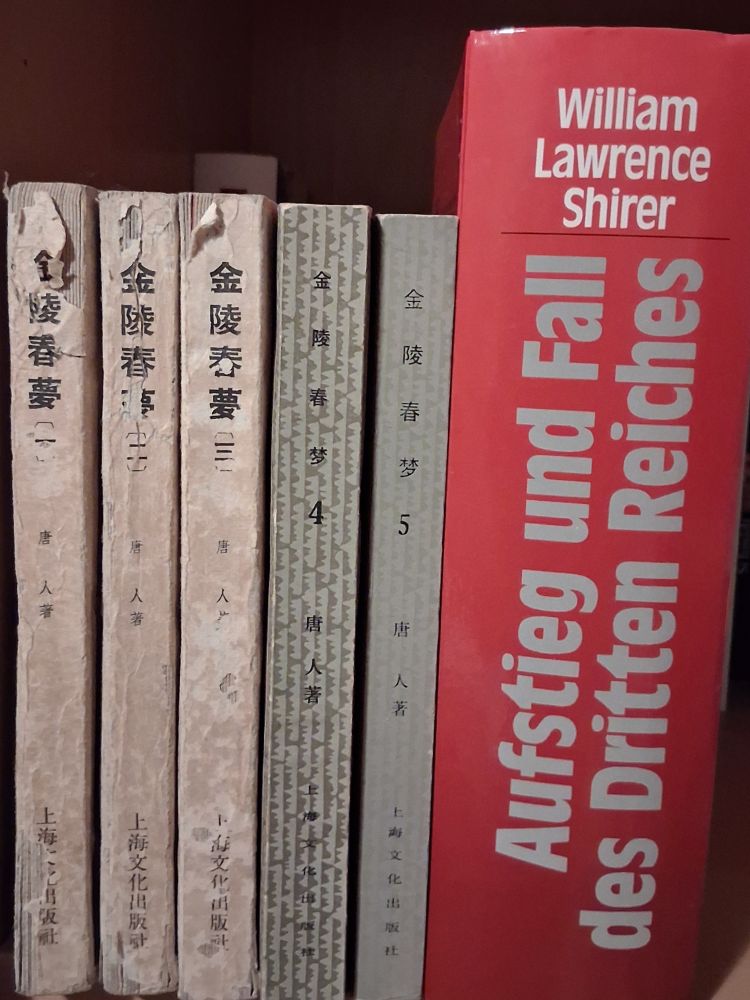 金陵春夢〔一〕
唐人著
上海文化出版社
金陵春夢〔二〕
唐人著
上海文化出版社
金陵春夢〔三〕
唐人著
上海文化出版社
金陵春梦4
唐人著
上海文化出版社
金陵春梦5
唐人著
上海文化出版社
William
Lawrence
Shirer
Aufstieg und Fall
des Dritten Reiches